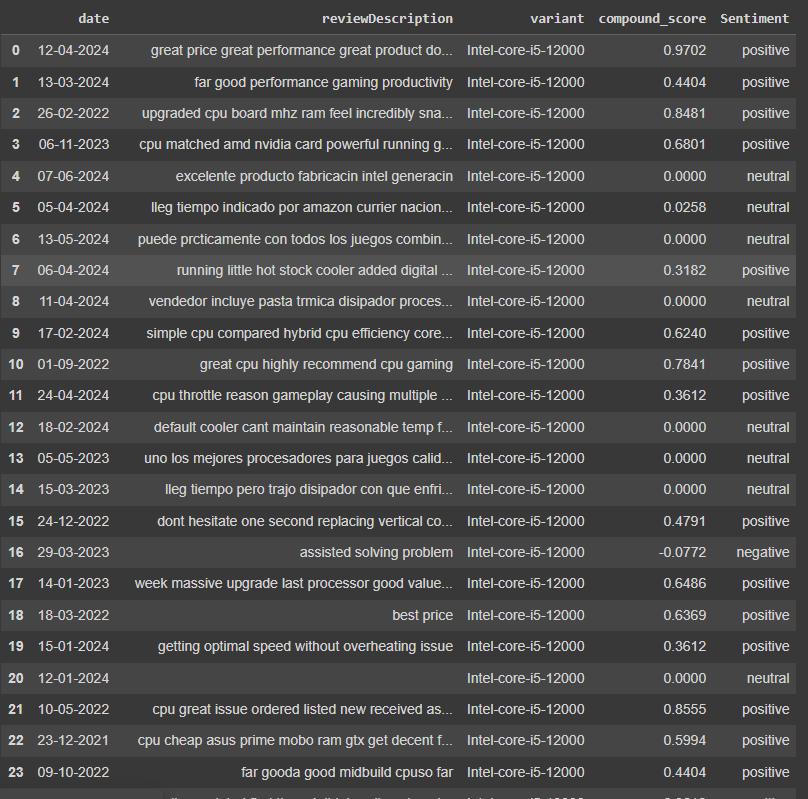 date reviewDescription variant compound_score Sentiment
0 12-04-2024 great price great performance great product do... Intel-core-i5-12000 0.9702 positive
1 13-03-2024 far good performance gaming productivity Intel-core-i5-12000 0.4404 positive
2 26-02-2022 upgraded cpu board mhz ram feel incredibly sna... Intel-core-i5-12000 0.8481 positive
3 06-11-2023 cpu matched amd nvidia card powerful running g... Intel-core-i5-12000 0.6801 positive
4 07-06-2024 excelente producto fabricacin intel generacin Intel-core-i5-12000 0.0000 neutral
5 05-04-2024 lleg tiempo indicado por amazon currier nacion... Intel-core-i5-12000 0.0258 neutral
6 13-05-2024 puede prcticamente con todos los juegos combin... Intel-core-i5-12000 0.0000 neutral
7 06-04-2024 running little hot stock cooler added digital ... Intel-core-i5-12000 0.3182 positive
8 11-04-2024 vendedor incluye pasta trmica disipador proces... Intel-core-i5-12000 0.0000 neutral
9 17-02-2024 simple cpu compared hybrid cpu efficiency core... Intel-core-i5-12000 0.6240 positive
10 01-09-2022 great cpu highly recommend cpu gaming Intel-core-i5-12000 0.7841 positive
11 24-04-2024 cpu throttle reason gameplay causing multiple ... Intel-core-i5-12000 0.3612 positive
12 18-02-2024 default cooler cant maintain reasonable temp f... Intel-core-i5-12000 0.0000 neutral
13 05-05-2023 uno los mejores procesadores para juegos calid... Intel-core-i5-12000 0.0000 neutral
14 15-03-2023 lleg tiempo pero trajo disipador con que enfri... Intel-core-i5-12000 0.0000 neutral
15 24-12-2022 dont hesitate one second replacing vertical co... Intel-core-i5-12000 0.4791 positive
16 29-03-2023 assisted solving problem Intel-core-i5-12000 -0.0772 negative
17 14-01-2023 week massive upgrade last processor good value... Intel-core-i5-12000 0.6486 positive
18 18-03-2022 best price Intel-core-i5-12000 0.6369 positive
19 15-01-2024 getting optimal speed without overheating issue Intel-core-i5-12000 0.3612 positive
20 12-01-2024 Intel-core-i5-12000 0.0000 neutral
21 10-05-2022 cpu great issue ordered listed new received as... Intel-core-i5-12000 0.8555 positive
22 23-12-2021 cpu cheap asus prime mobo ram gtx get decent f... Intel-core-i5-12000 0.5994 positive
23 09-10-2022 far gooda good midbuild cpuso far Intel-core-i5-12000 0.4404 positive